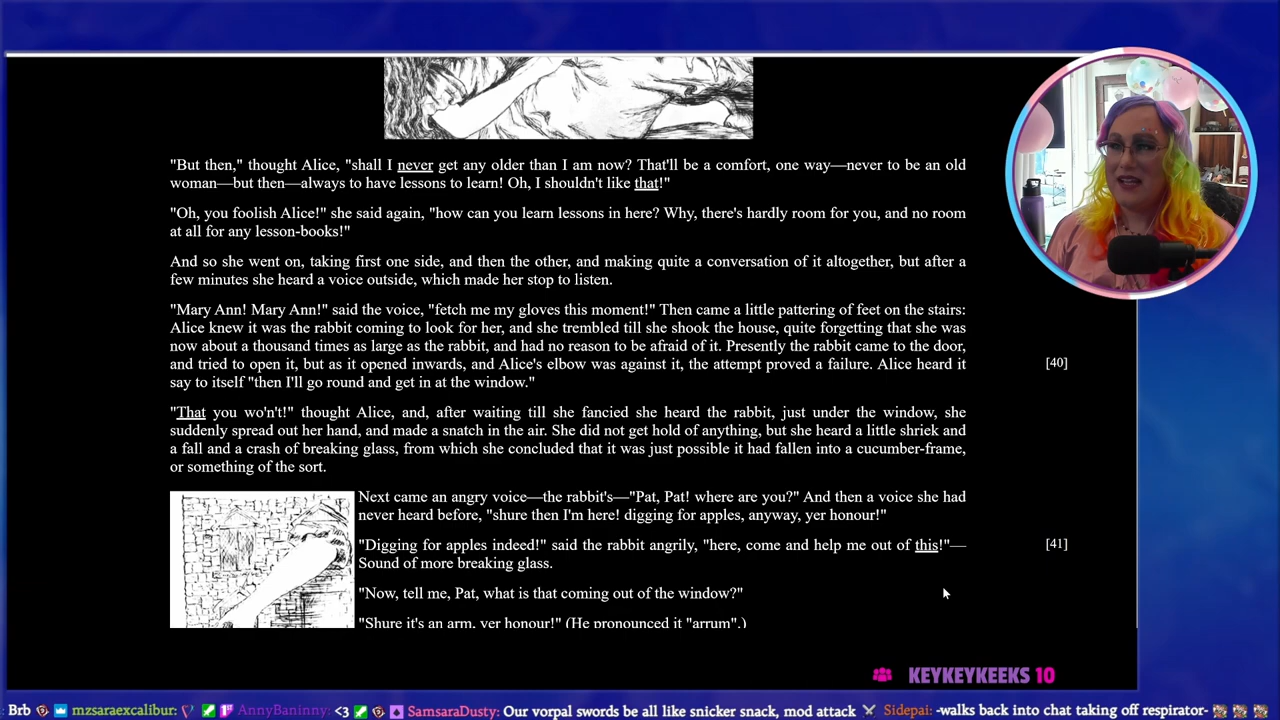 "But then," thought Alice, "shall I never get any older than I am now? That'll be a comfort, one way—never to be an old
woman—but then—always to have lessons to learn! Oh, I shouldn't like that!"
"Oh, you foolish Alice!" she said again, "how can you learn lessons in here? Why, there's hardly room for you, and no room
at all for any lesson-books!"
And so she went on, taking first one side, and then the other, and making quite a conversation of it altogether, but after a
few minutes she heard a voice outside, which made her stop to listen.
"Mary Ann! Mary Ann!" said the voice, "fetch me my gloves this moment!" Then came a little pattering of feet on the stairs:
Alice knew it was the rabbit coming to look for her, and she trembled till she shook the house, quite forgetting that she was
now about a thousand times as large as the rabbit, and had no reason to be afraid of it. Presently the rabbit came to the door,
and tried to open it, but as it opened inwards, and Alice's elbow was against it, the attempt proved a failure. Alice heard it
[40]
say to itself "then I'll go round and get in at the window."
"That you wo'n't!" thought Alice, and, after waiting till she fancied she heard the rabbit, just under the window, she
suddenly spread out her hand, and made a snatch in the air. She did not get hold of anything, but she heard a little shriek and
a fall and a crash of breaking glass, from which she concluded that it was just possible it had fallen into a cucumber-frame,
or something of the sort.
Next came an angry voice—the rabbit's—"Pat, Pat! where are you?" And then a voice she had
never heard before, "shure then I'm here! digging for apples, anyway, yer honour!"
"Digging for apples indeed!" said the rabbit angrily, "here, come and help me out of this!"—
[41]
Sound of more breaking glass.
"Now, tell me, Pat, what is that coming out of the window?"
"Shure it's an arm, yer honour!" (He pronounced it "arrum".)
KEYKEYKEEKS 10
: Brb mzsaraexcalibur: AnnyBaninny: <3 SamsaraDusty: Our vorpal swords be all like snicker snack, mod attack Sidepai: -walks back into chat taking off respirator-